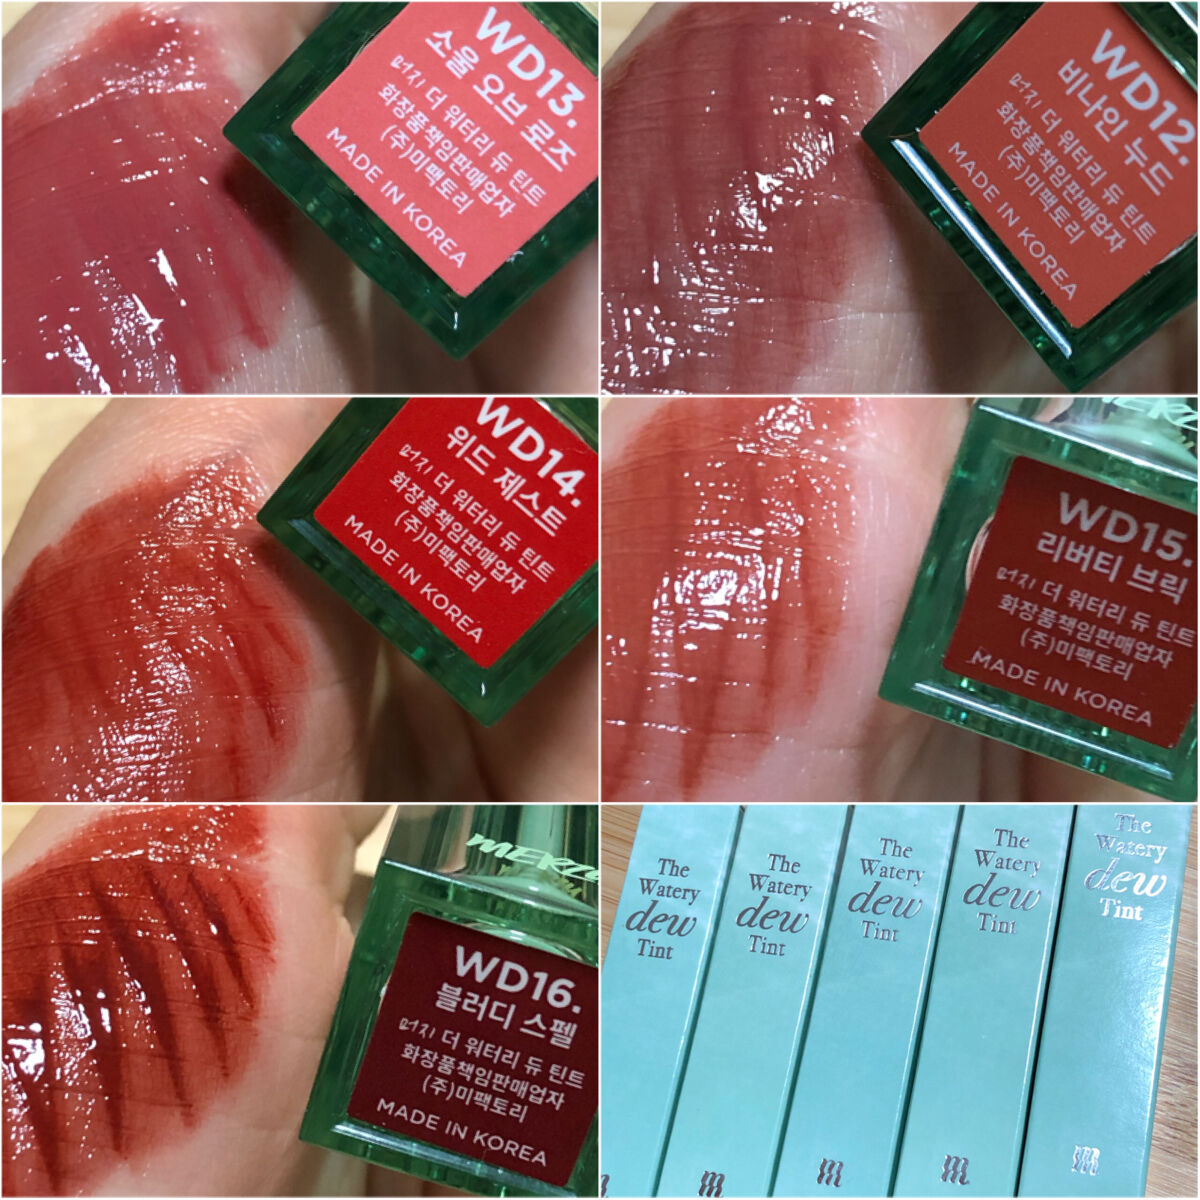 WD13.
소울 오브 로즈
머지 더 워터리 듀 틴트
화장품책임판매업자
(주)미팩토리
MADE IN KOREA
WD12.
비나인 누드
머지 더 워터리 듀 틴트
화장품책임판매업자
(주)미팩토리
MADE IN KOREA
WD14.
위드 제스트
머지 더 워터리 듀 틴트
화장품책임판매업자
(주)미팩토리
MADE IN KOREA
WD15.
리버티 브릭
머지 더 워터리 듀 틴트
화장품책임판매업자
(주)미팩토리
MADE IN KOREA
WD16.
블러디 스펠
머지 더 워터리 듀 틴트
화장품책임판매업자
(주)미팩토리
MADE IN KOREA
The
Watery
dew
Tint
The
Watery
dew
Tint
m
The
Watery
dew
Tint
m
The
Watery
dew
Tint
m
The
Watery
dew
Tint
m